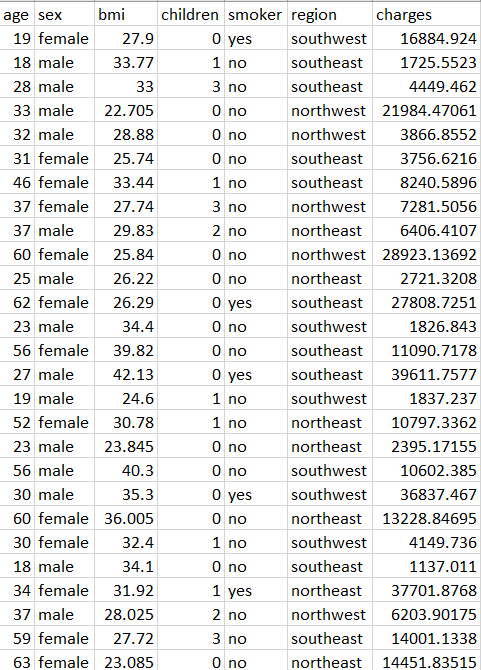 age sex bmi children smoker region charges
19 female 27.9 0 yes southwest 16884.924
18 male 33.77 1 no southeast 1725.5523
28 male 33 3 no southeast 4449.462
33 male 22.705 0 no northwest 21984.47061
32 male 28.88 0 no northwest 3866.8552
31 female 25.74 0 no southeast 3756.6216
46 female 33.44 1 no southeast 8240.5896
37 female 27.74 3 no northwest 7281.5056
37 male 29.83 2 no northeast 6406.4107
60 female 25.84 0 no northwest 28923.13692
25 male 26.22 0 no northeast 2721.3208
62 female 26.29 0 yes southeast 27808.7251
23 male 34.4 0 no southwest 1826.843
56 female 39.82 0 no southeast 11090.7178
27 male 42.13 0 yes southeast 39611.7577
19 male 24.6 1 no southwest 1837.237
52 female 30.78 1 no northeast 10797.3362
23 male 23.845 0 no northeast 2395.17155
56 male 40.3 0 no southwest 10602.385
30 male 35.3 0 yes southwest 36837.467
60 female 36.005 0 no northeast 13228.84695
30 female 32.4 1 no southwest 4149.736
18 male 34.1 0 no southeast 1137.011
34 female 31.92 1 yes northeast 37701.8768
37 male 28.025 2 no northwest 6203.90175
59 female 27.72 3 no southeast 14001.1338
63 female 23.085 0 no northeast 14451.83515